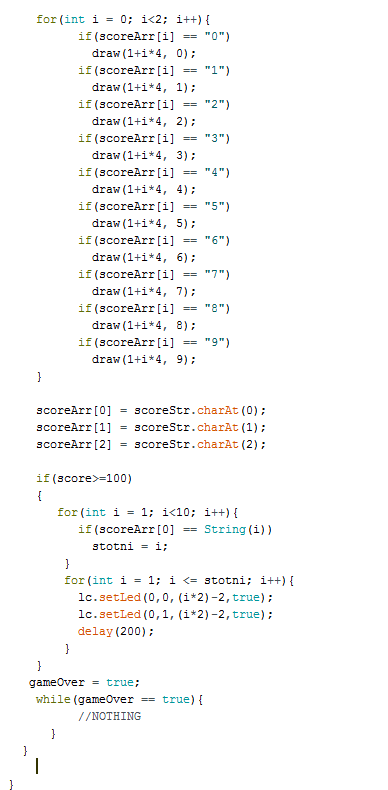 for(int i = 0; i<2; i++){
if(scoreArr[i] == "0")
draw(1+i*4, 0);
if(scoreArr[i] == "1")
draw(1+i*4, 1);
if(scoreArr[i] == "2")
draw(1+i*4, 2);
if(scoreArr[i] == "3")
draw(1+i*4, 3);
if(scoreArr[i] == "4")
draw(1+i*4, 4);
if(scoreArr[i] == "5")
draw(1+i*4, 5);
if(scoreArr[i] == "6")
draw(1+i*4, 6);
if(scoreArr[i] == "7")
draw(1+i*4, 7);
if(scoreArr[i] == "8")
draw(1+i*4, 8);
if(scoreArr[i] == "9")
draw(1+i*4, 9);
}
scoreArr[0] = scoreStr.charAt(0);
scoreArr[1] = scoreStr.charAt(1);
scoreArr[2] = scoreStr.charAt(2);
if(score>=100)
{
for(int i = 1; i<10; i++){
if(scoreArr[0] == String(i))
stotni = i;
}
for(int i = 1; i <= stotni; i++){
lc.setLed(0,0,(i*2)-2,true);
lc.setLed(0,1,(i*2)-2,true);
delay(200);
}
}
gameOver = true;
while(gameOver == true){
//NOTHING
}
}
}